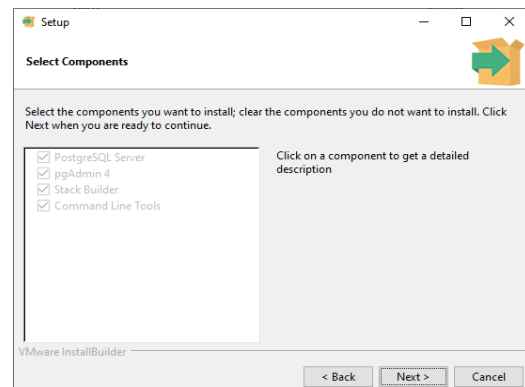 Setup
Select Components
Select the components you want to install; clear the components you do not want to install. Click
Next when you are ready to continue.
PostgreSQL Server
pgAdmin 4
Stack Builder
Command Line Tools
Click on a component to get a detailed
description
VMware InstallBuilder
< Back
Next >
Cancel